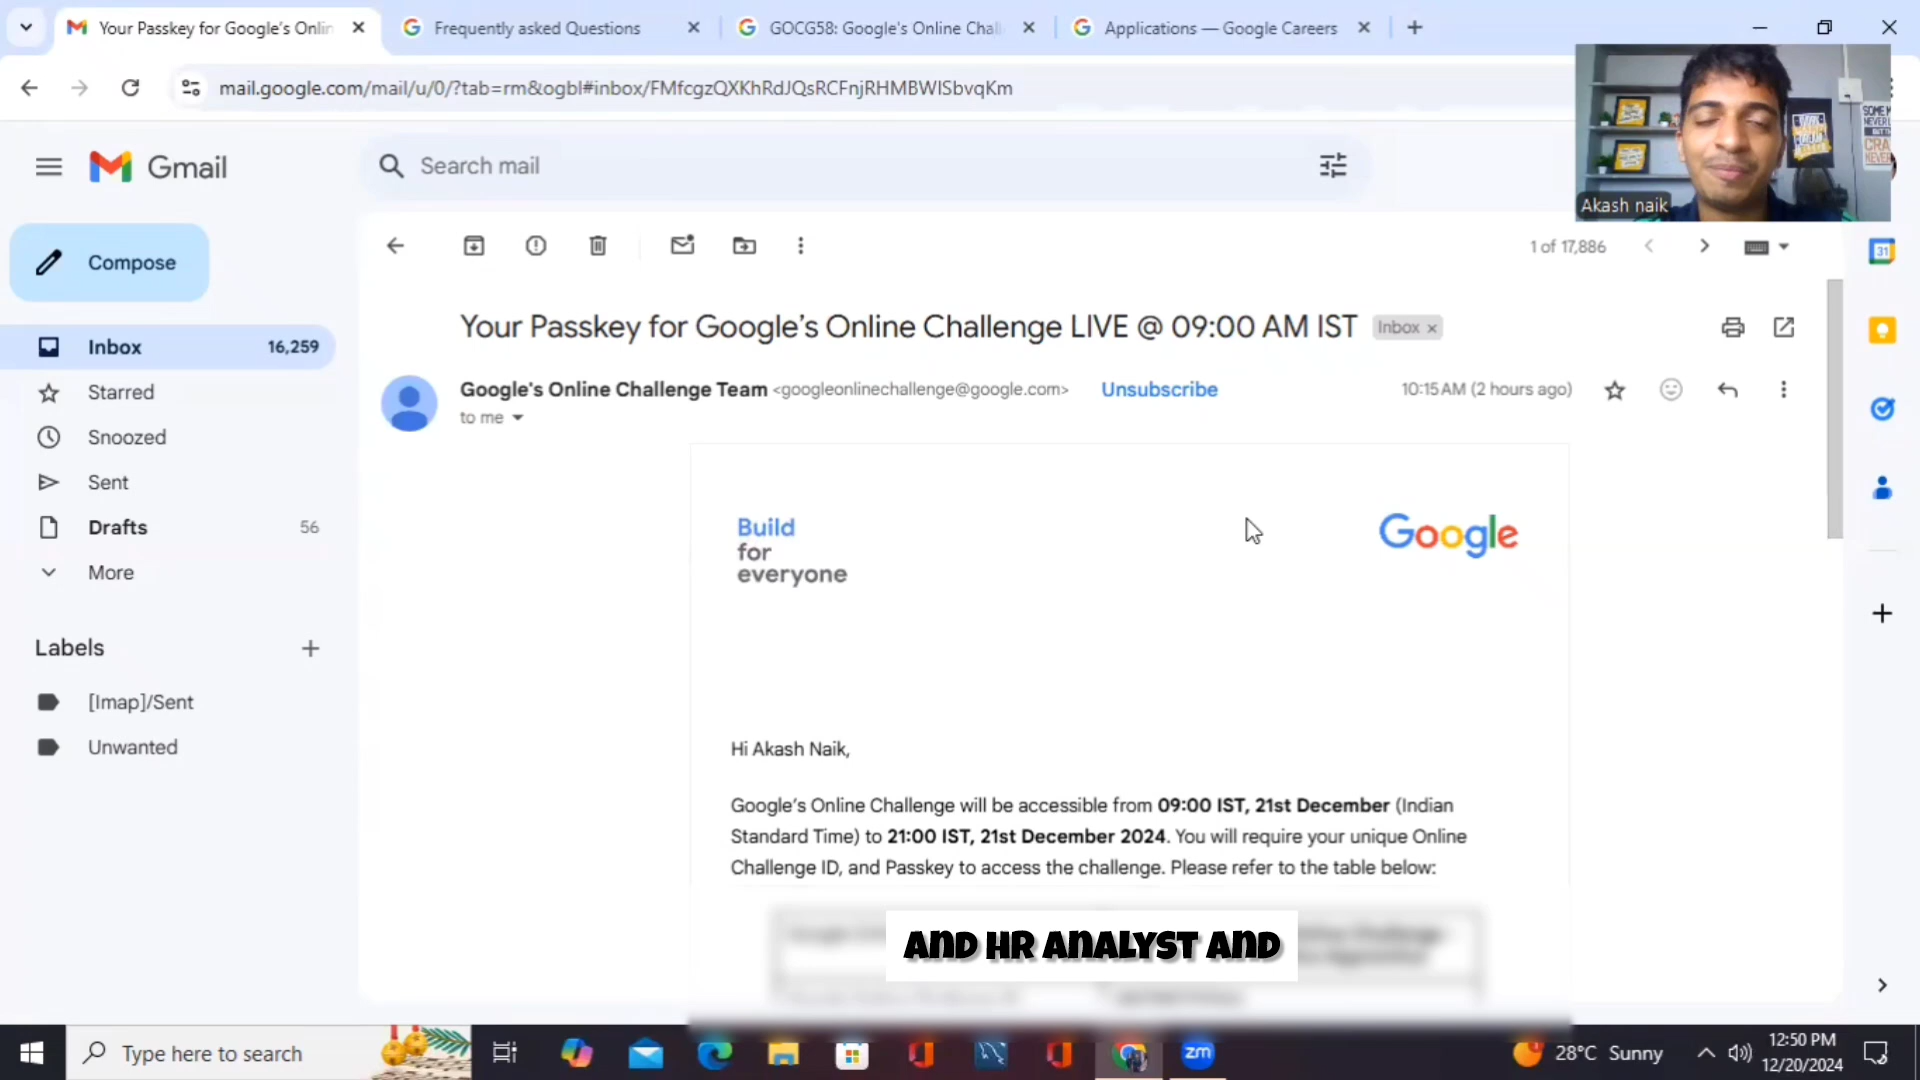 Your Passkey for Google's Onlin
Frequently asked Questions
GOCG58: Google's Online Chal
Applications — Google Careers
mail.google.com/mail/u/0/?tab=rm&ogbl#inbox/FMfcgzQXKhRdJQsRCFnjRHMBWlSbvqKm
Gmail
Search mail
Akash naik
Compose
1 of 17,886
31
Your Passkey for Google's Online Challenge LIVE @ 09:00 AM IST
Inbox ×
Inbox 16,259
Google's Online Challenge Team <googleonlinechallenge@google.com> Unsubscribe
10:15 AM (2 hours ago)
to me
Starred
Snoozed
Sent
Drafts 56
More
Labels
[Imap]/Sent
Unwanted
Build
for
everyone
Google
Hi Akash Naik,
Google's Online Challenge will be accessible from 09:00 IST, 21st December (Indian
Standard Time) to 21:00 IST, 21st December 2024. You will require your unique Online
Challenge ID, and Passkey to access the challenge. Please refer to the table below:
AND HR ANALYST AND
Type here to search
zm
28°C Sunny
12:50 PM
12/20/2024